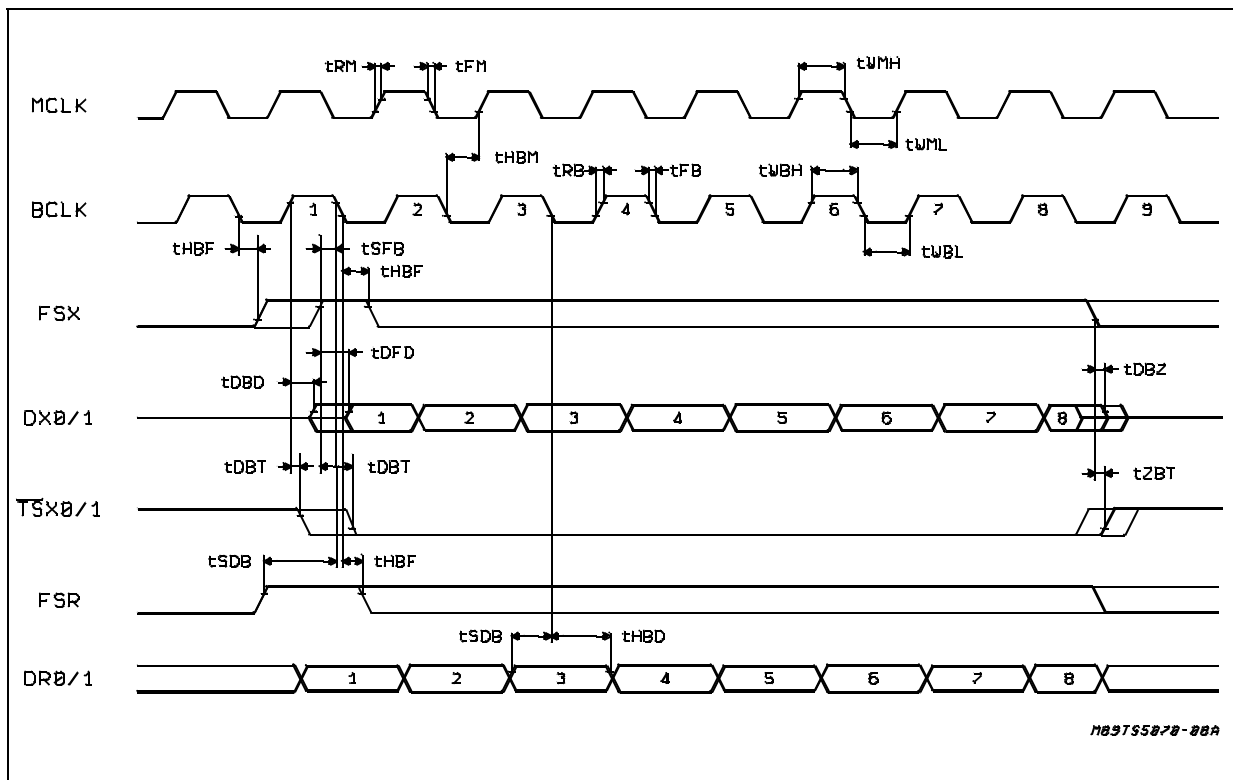 tRM tFM tWMH
MCLK
tHBM tWML
tRB tFB tWBH
BCLK 1 2 3 4 5 6 7 8 9
tHBF tSFB tWBL
tHBF
FSX
tDFD
tDBD tDBZ
DX0/1 1 2 3 4 5 6 7 8
tDBT tDBT tZBT
TSX0/1
tSDB tHBF
FSR
tSDB tHBD
DR0/1 1 2 3 4 5 6 7 8
M89TS5070-08A